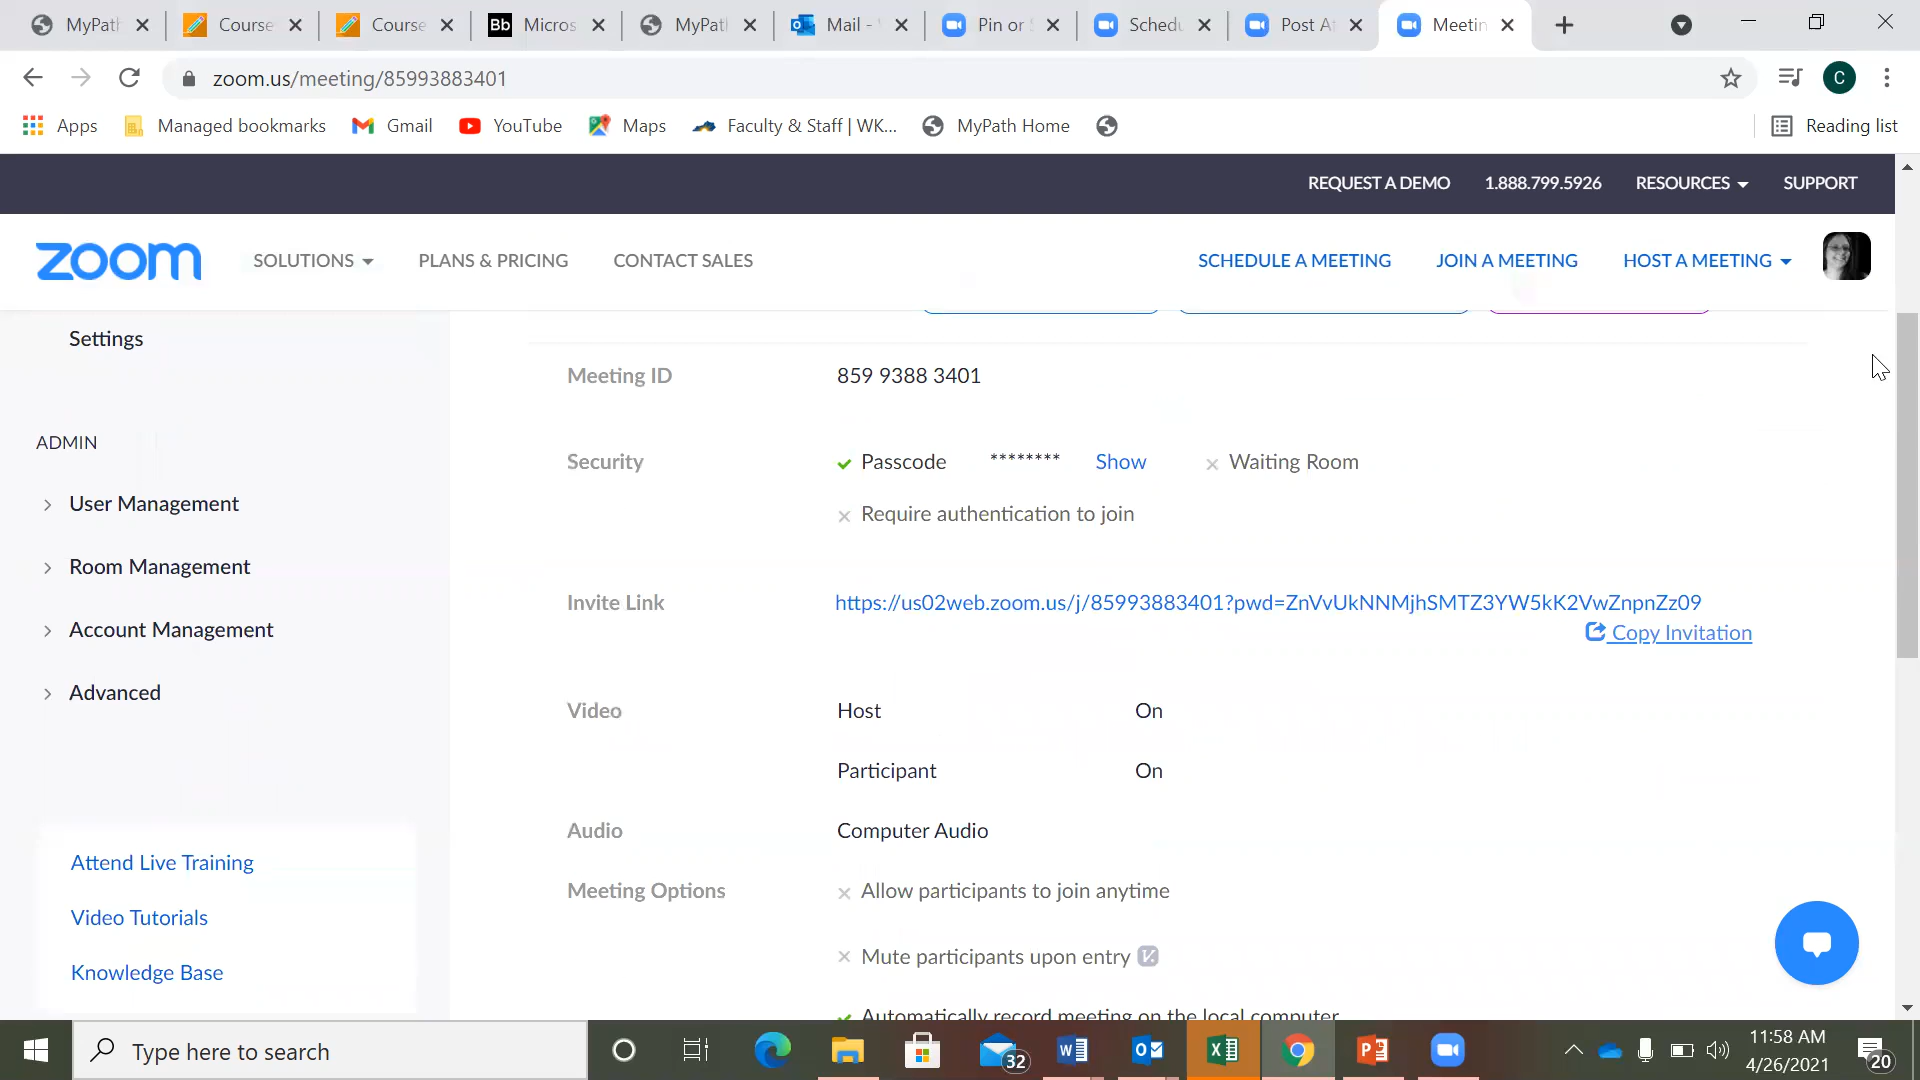 MyPath
Course
Course
Bb Micros
MyPath
Mail -
Pin or
Schedu
Post A
Meetin
zoom.us/meeting/85993883401
C
Apps Managed bookmarks Gmail YouTube Maps Faculty & Staff | WK... MyPath Home Reading list
REQUEST A DEMO 1.888.799.5926 RESOURCES SUPPORT
zoom SOLUTIONS PLANS & PRICING CONTACT SALES SCHEDULE A MEETING JOIN A MEETING HOST A MEETING
Settings
ADMIN
User Management
Room Management
Account Management
Advanced
Attend Live Training
Video Tutorials
Knowledge Base
Meeting ID 859 9388 3401
Security Passcode ******** Show Waiting Room
Require authentication to join
Invite Link https://us02web.zoom.us/j/85993883401?pwd=ZnVvUkNNMjhSMTZ3YW5kK2VwZnpnZz09
Copy Invitation
Video Host On
Participant On
Audio Computer Audio
Meeting Options Allow participants to join anytime
Mute participants upon entry
Automatically record meeting on the local computer
Type here to search
32
11:58 AM
4/26/2021
20